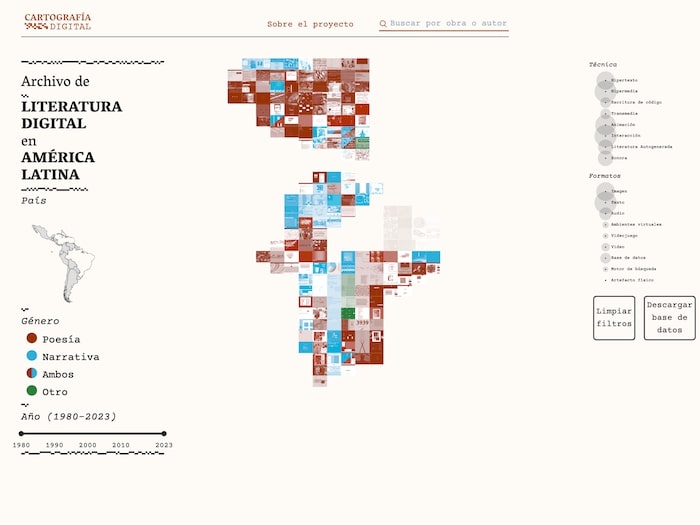 CARTOGRAFÍA
DIGITAL
Sobre el proyecto
Buscar por obra o autor
Archivo de
LITERATURA
DIGITAL
en
AMÉRICA
LATINA
País
Género
Poesía
Narrativa
Ambos
Otro
Año (1980-2023)
1980 1990 2000 2010 2023
3939
Técnica
Hipertexto
Hipermedia
Escritura de código
Transmedia
Animación
Interacción
Literatura Autogenerada
Sonora
Formatos
Imagen
Texto
Audio
Ambientes virtuales
Videojuego
Video
Base de datos
Motor de búsqueda
Artefacto físico
Limpiar
filtros
Descargar
base de
datos